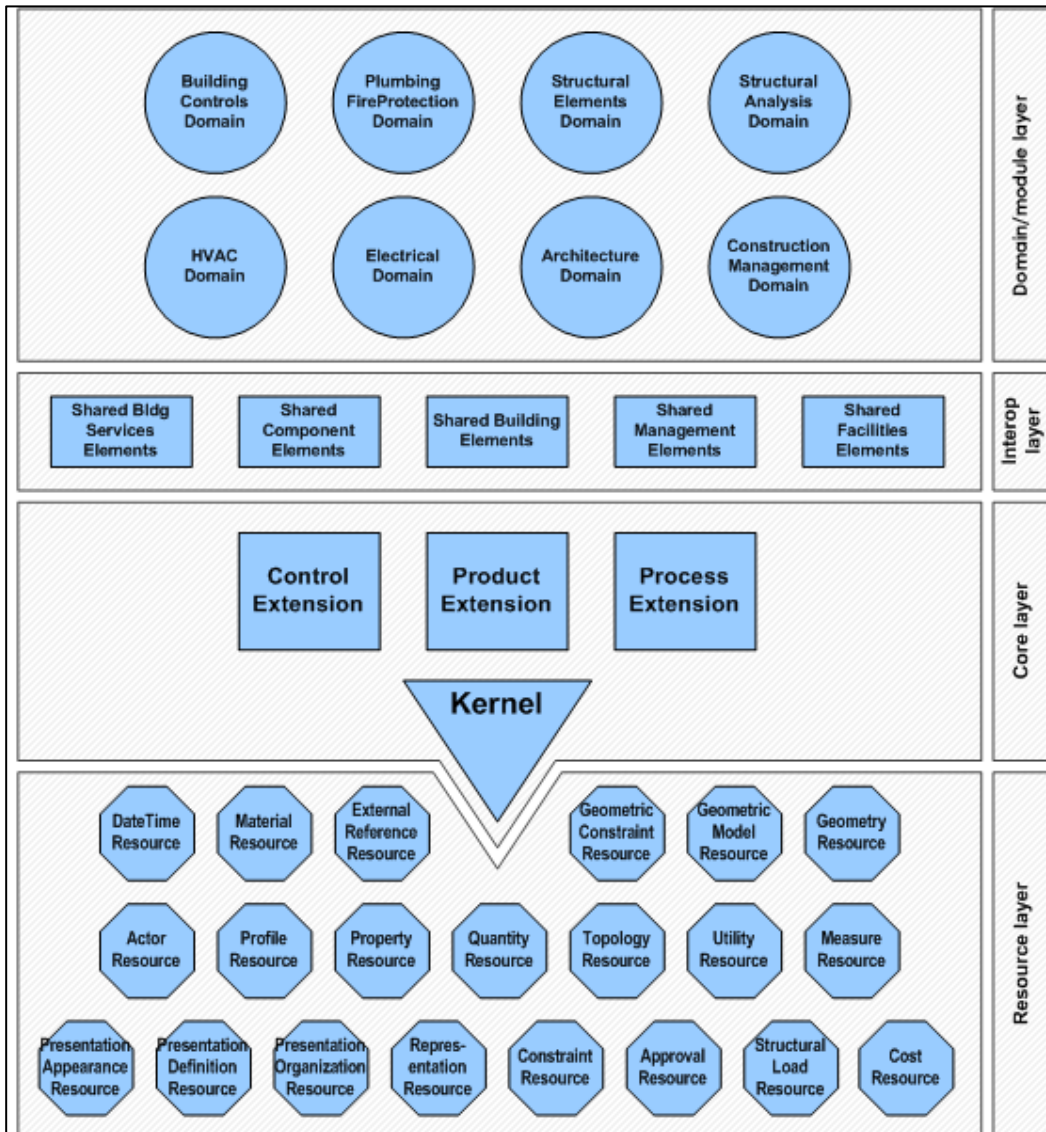 Building
Controls
Domain
Plumbing
FireProtection
Domain
Structural
Elements
Domain
Structural
Analysis
Domain
HVAC
Domain
Electrical
Domain
Architecture
Domain
Construction
Management
Domain
Domain/module layer
Shared Bldg
Services
Elements
Shared
Component
Elements
Shared Building
Elements
Shared
Management
Elements
Shared
Facilities
Elements
Interop
layer
Control
Extension
Product
Extension
Process
Extension
Kernel
Core layer
DateTime
Resource
Material
Resource
External
Reference
Resource
Geometric
Constraint
Resource
Geometric
Model
Resource
Geometry
Resource
Actor
Resource
Profile
Resource
Property
Resource
Quantity
Resource
Topology
Resource
Utility
Resource
Measure
Resource
Presentation
Appearance
Resource
Presentation
Definition
Resource
Presentation
Organization
Resource
Repres-
entation
Resource
Constraint
Resource
Approval
Resource
Structural
Load
Resource
Cost
Resource
Resource layer